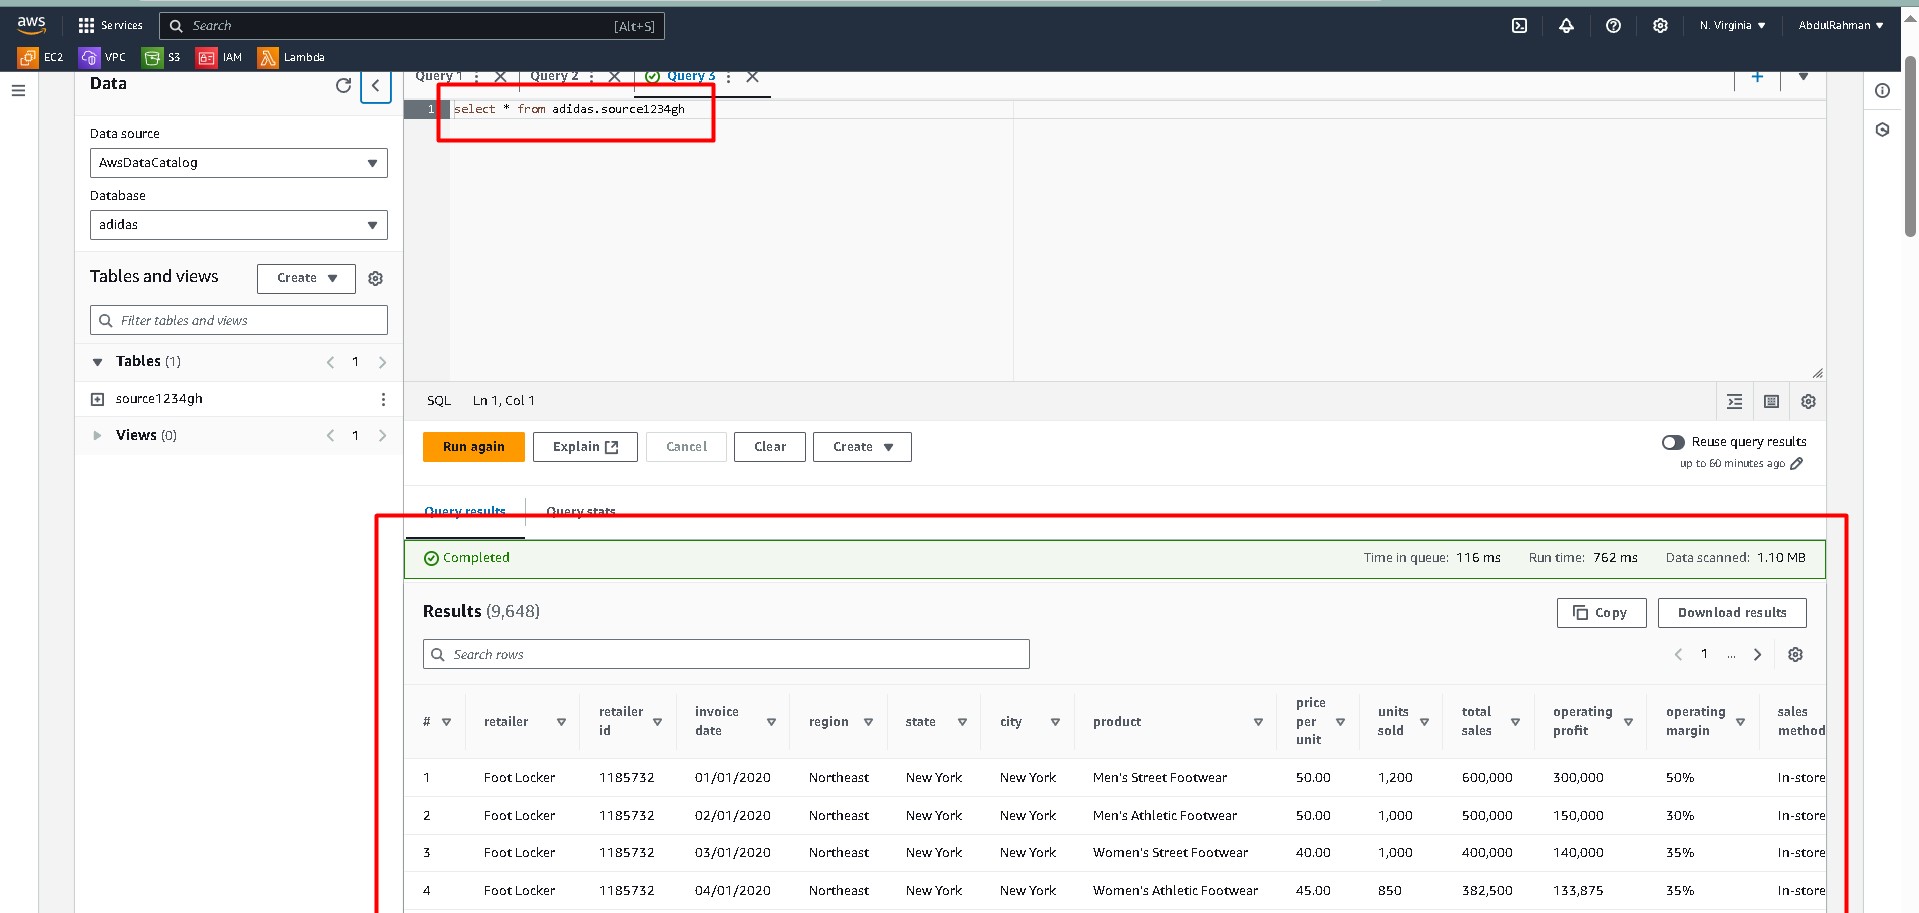 aws Services Search [Alt+S] N. Virginia AbdulRahman
EC2 VPC S3 IAM Lambda
Data
Data source
AwsDataCatalog
Database
adidas
Tables and views Create
Filter tables and views
Tables (1) 1
source1234gh
Views (0) 1
Query 1 Query 2 Query 3
1 select * from adidas.source1234gh
SQL Ln 1, Col 1
Run again Explain Cancel Clear Create Reuse query results
up to 60 minutes ago
Query results Query stats
Completed Time in queue: 116 ms Run time: 762 ms Data scanned: 1.10 MB
Results (9,648) Copy Download results
Search rows 1 ...
# retailer retailer id invoice date region state city product price per unit units sold total sales operating profit operating margin sales method
1 Foot Locker 1185732 01/01/2020 Northeast New York New York Men's Street Footwear 50.00 1,200 600,000 300,000 50% In-store
2 Foot Locker 1185732 02/01/2020 Northeast New York New York Men's Athletic Footwear 50.00 1,000 500,000 150,000 30% In-store
3 Foot Locker 1185732 03/01/2020 Northeast New York New York Women's Street Footwear 40.00 1,000 400,000 140,000 35% In-store
4 Foot Locker 1185732 04/01/2020 Northeast New York New York Women's Athletic Footwear 45.00 850 382,500 133,875 35% In-store